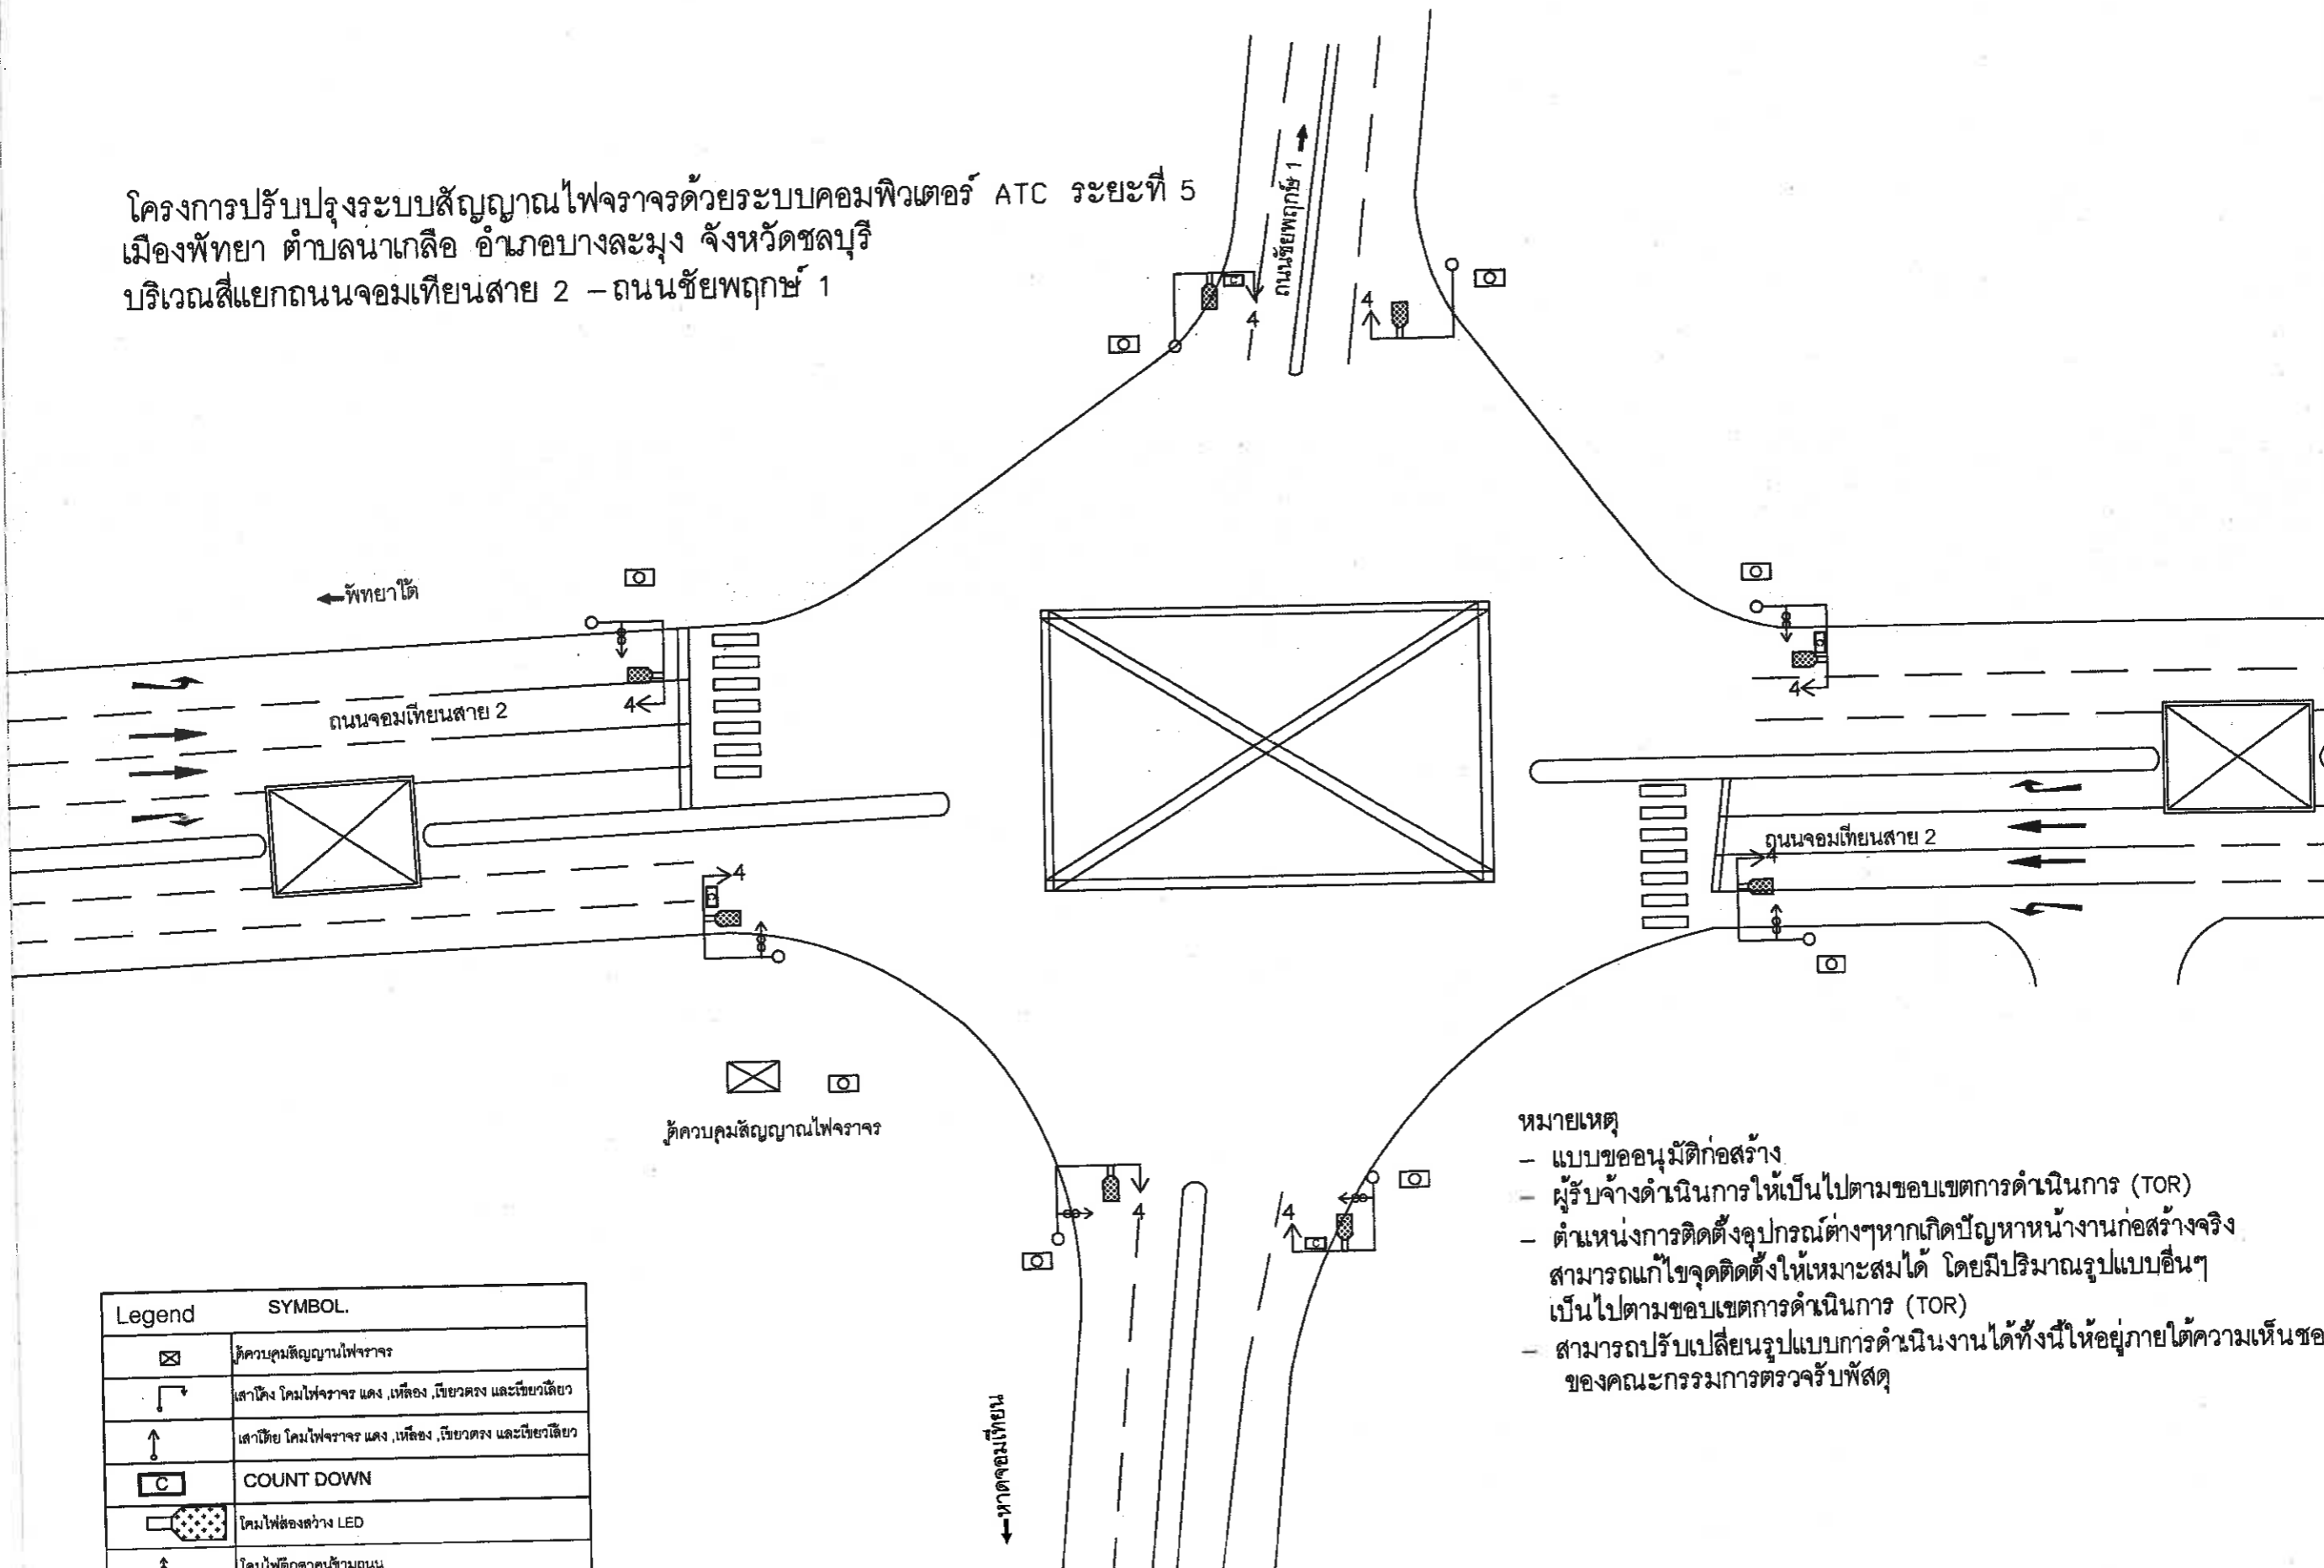 โครงการปรับปรุงระบบสัญญาณไฟจราจรด้วยระบบคอมพิวเตอร์ ATC ระยะที่ 5
เมืองพัทยา ตำบลนาเกลือ อำเภอบางละมุง จังหวัดชลบุรี
บริเวณสี่แยกถนนจอมเทียนสาย 2 – ถนนชัยพฤกษ์ 1
ถนนชัยพฤกษ์ 1
C
4
4
พัทยาใต้
4
ถนนจอมเทียนสาย 2
C
4
ถนนจอมเทียนสาย 2
4
4
C
ตู้ควบคุมสัญญาณไฟจราจร
4
4
C
หาดจอมเทียน
หมายเหตุ
– แบบขออนุมัติก่อสร้าง
– ผู้รับจ้างดำเนินการให้เป็นไปตามขอบเขตการดำเนินการ (TOR)
– ตำแหน่งการติดตั้งอุปกรณ์ต่างๆหากเกิดปัญหาหน้างานก่อสร้างจริง
สามารถแก้ไขจุดติดตั้งให้เหมาะสมได้ โดยมีปริมาณรูปแบบอื่นๆ
เป็นไปตามขอบเขตการดำเนินการ (TOR)
– สามารถปรับเปลี่ยนรูปแบบการดำเนินงานได้ทั้งนี้ให้อยู่ภายใต้ความเห็นชอ
ของคณะกรรมการตรวจรับพัสดุ
Legend SYMBOL.
ตู้ควบคุมสัญญานไฟจราจร
เสาโค้ง โคมไฟจราจร แดง ,เหลือง ,เขียวตรง และเขียวเลี้ยว
เสาเตี้ย โคมไฟจราจร แดง ,เหลือง ,เขียวตรง และเขียวเลี้ยว
C COUNT DOWN
โคมไฟส่องสว่าง LED